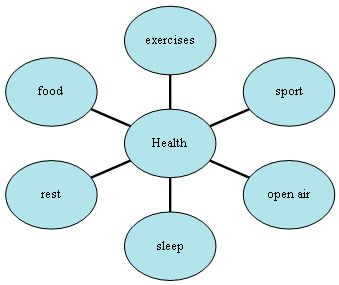 exercises
food
sport
Health
rest
open air
sleep